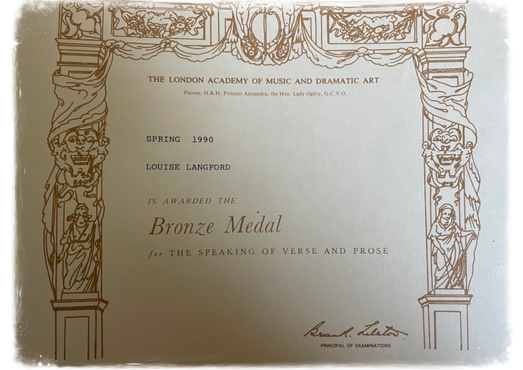 THE LONDON ACADEMY OF MUSIC AND DRAMATIC ART
Patron: H.R.H. Princess Alexandra, the Hon. Lady Ogilvy, G.C.V.O.
SPRING 1990
LOUISE LANGFORD
IS AWARDED THE
Bronze Medal
for THE SPEAKING OF VERSE AND PROSE
PRINCIPAL OF EXAMINATIONS